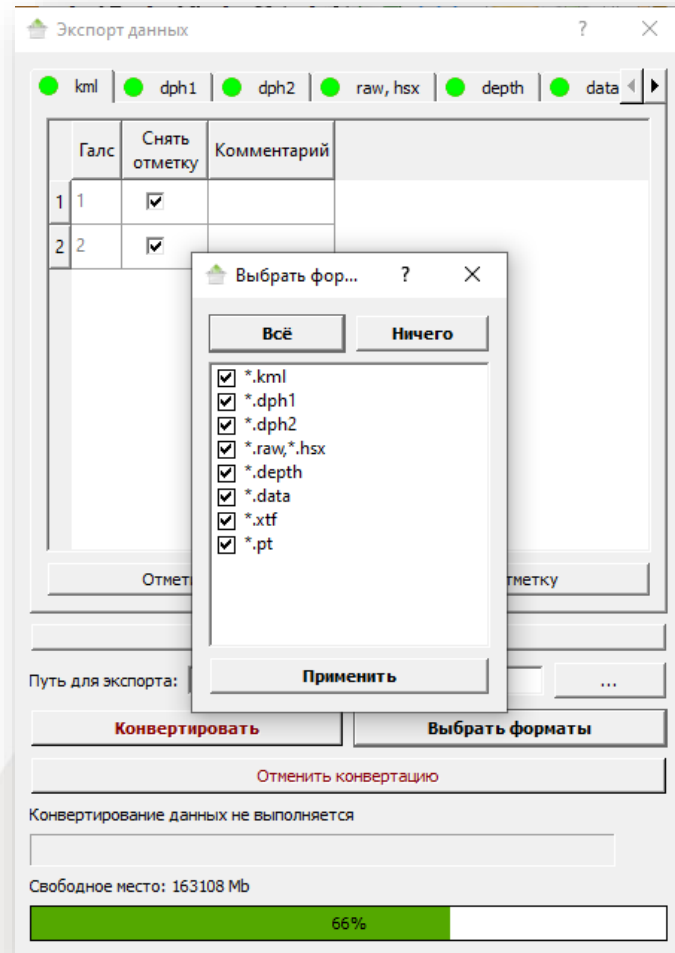 Экспорт данных
kml dph1 dph2 raw, hsx depth data
Галс Снять отметку Комментарий
1 1
2 2
Выбрать фор...
Всё Ничего
*.kml
*.dph1
*.dph2
*.raw,*.hsx
*.depth
*.data
*.xtf
*.pt
Применить
Путь для экспорта: ...
Конвертировать Выбрать форматы
Отменить конвертацию
Конвертирование данных не выполняется
Свободное место: 163108 Mb
66%